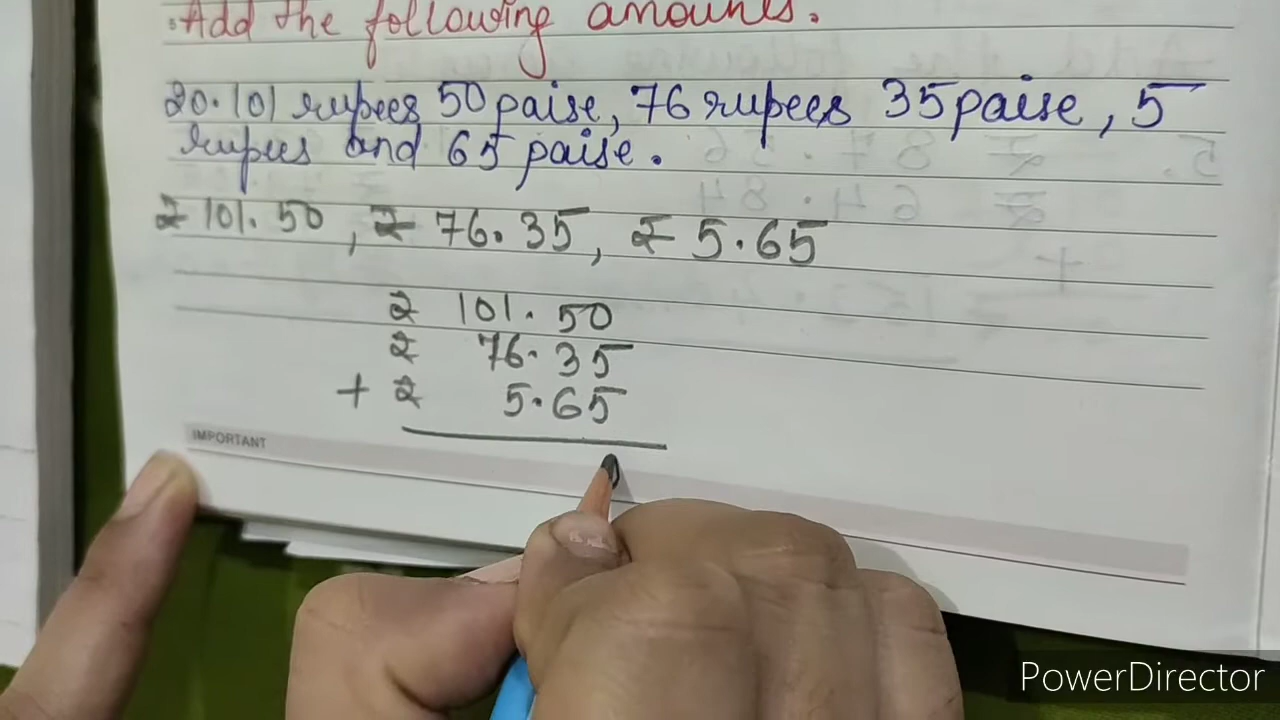 Add the following amounts.
20. 101 rupees 50 paise, 76 rupees 35 paise, 5
rupees and 65 paise.
₹ 101.50, ₹ 76.35, ₹ 5.65
₹ 101.50
₹ 76.35
+ ₹ 5.65
IMPORTANT
PowerDirector